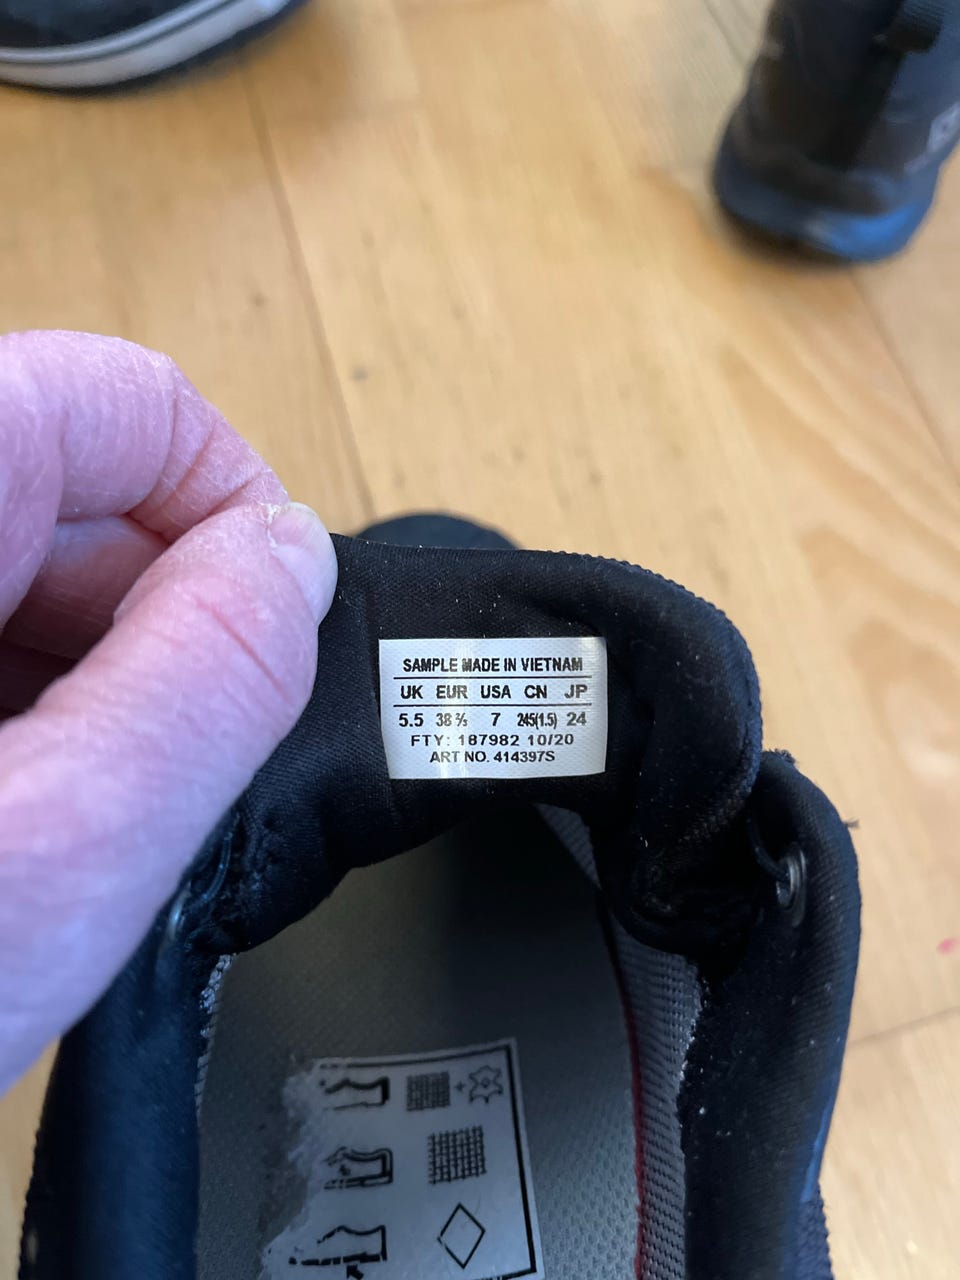 SAMPLE MADE IN VIETNAM
UK EUR USA CN JP
5.5 38⅔ 7 245(1.5) 24
FTY: 187982 10/20
ART NO. 414397S